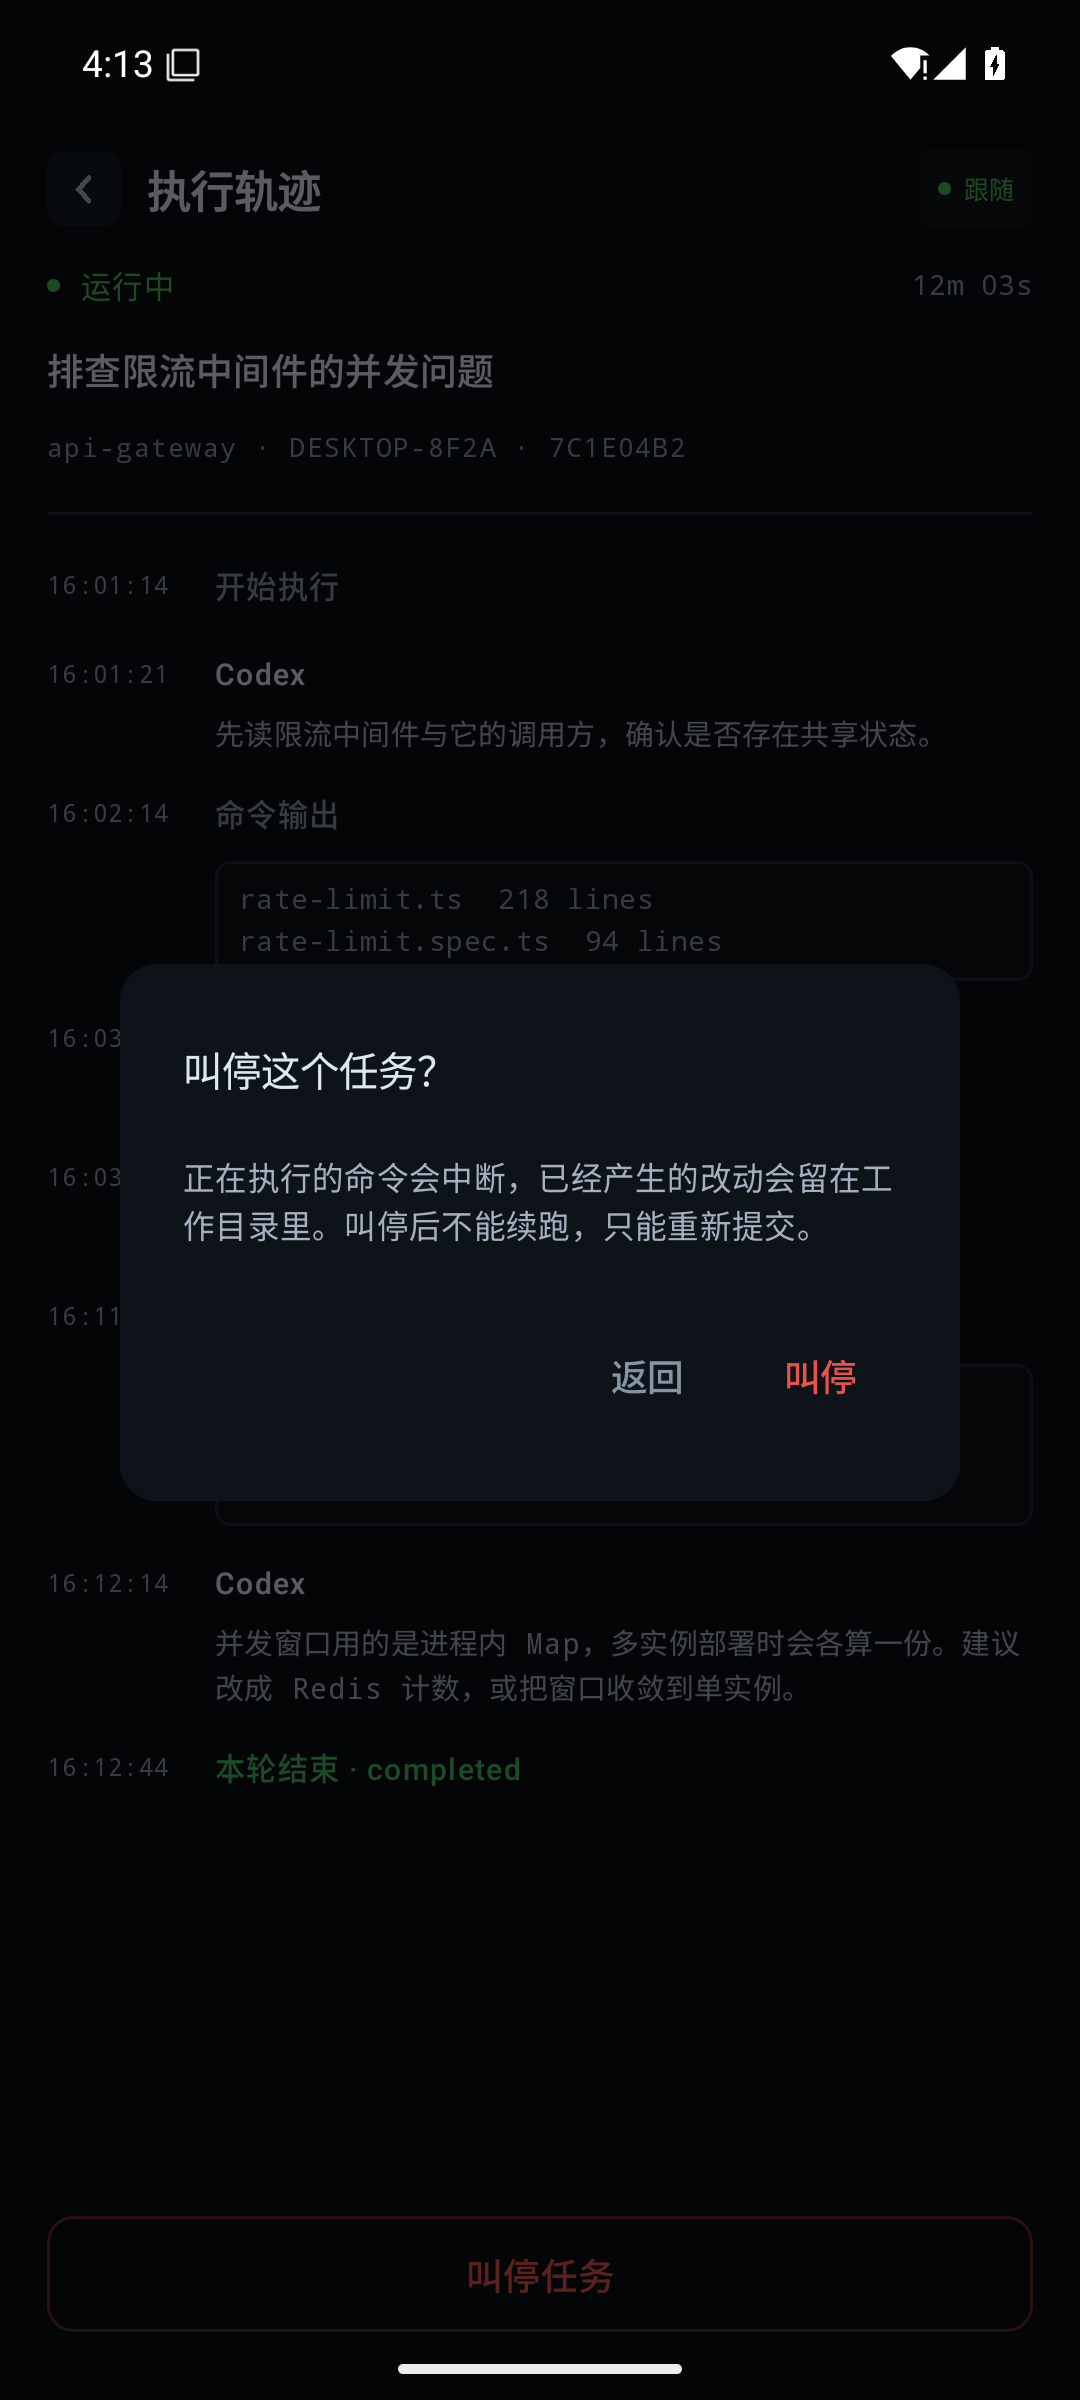 4:13
执行轨迹
跟随
运行中
12m 03s
排查限流中间件的并发问题
api-gateway · DESKTOP-8F2A · 7C1E04B2
16:01:14 开始执行
16:01:21 Codex
先读限流中间件与它的调用方，确认是否存在共享状态。
16:02:14 命令输出
rate-limit.ts  218 lines
rate-limit.spec.ts  94 lines
16:03
叫停这个任务？
16:03
正在执行的命令会中断，已经产生的改动会留在工
作目录里。叫停后不能续跑，只能重新提交。
16:11
返回
叫停
16:12:14 Codex
并发窗口用的是进程内 Map，多实例部署时会各算一份。建议
改成 Redis 计数，或把窗口收敛到单实例。
16:12:44 本轮结束 · completed
叫停任务